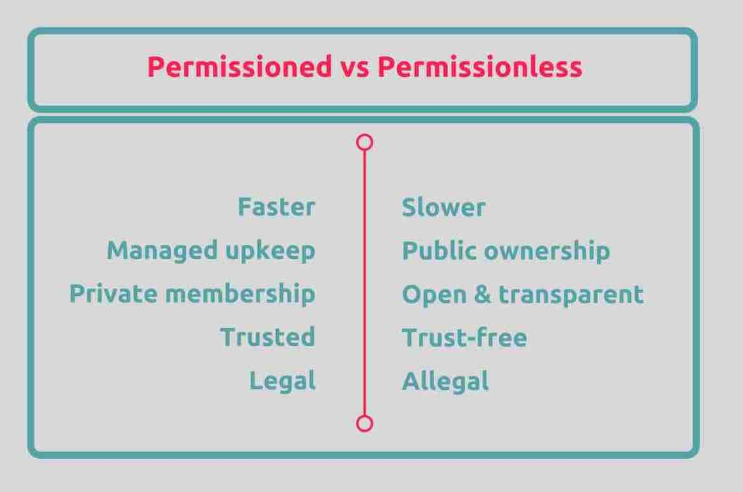 Permissioned vs Permissionless
Faster
Slower
Managed upkeep
Public ownership
Private membership
Open & transparent
Trusted
Trust-free
Legal
Allegal